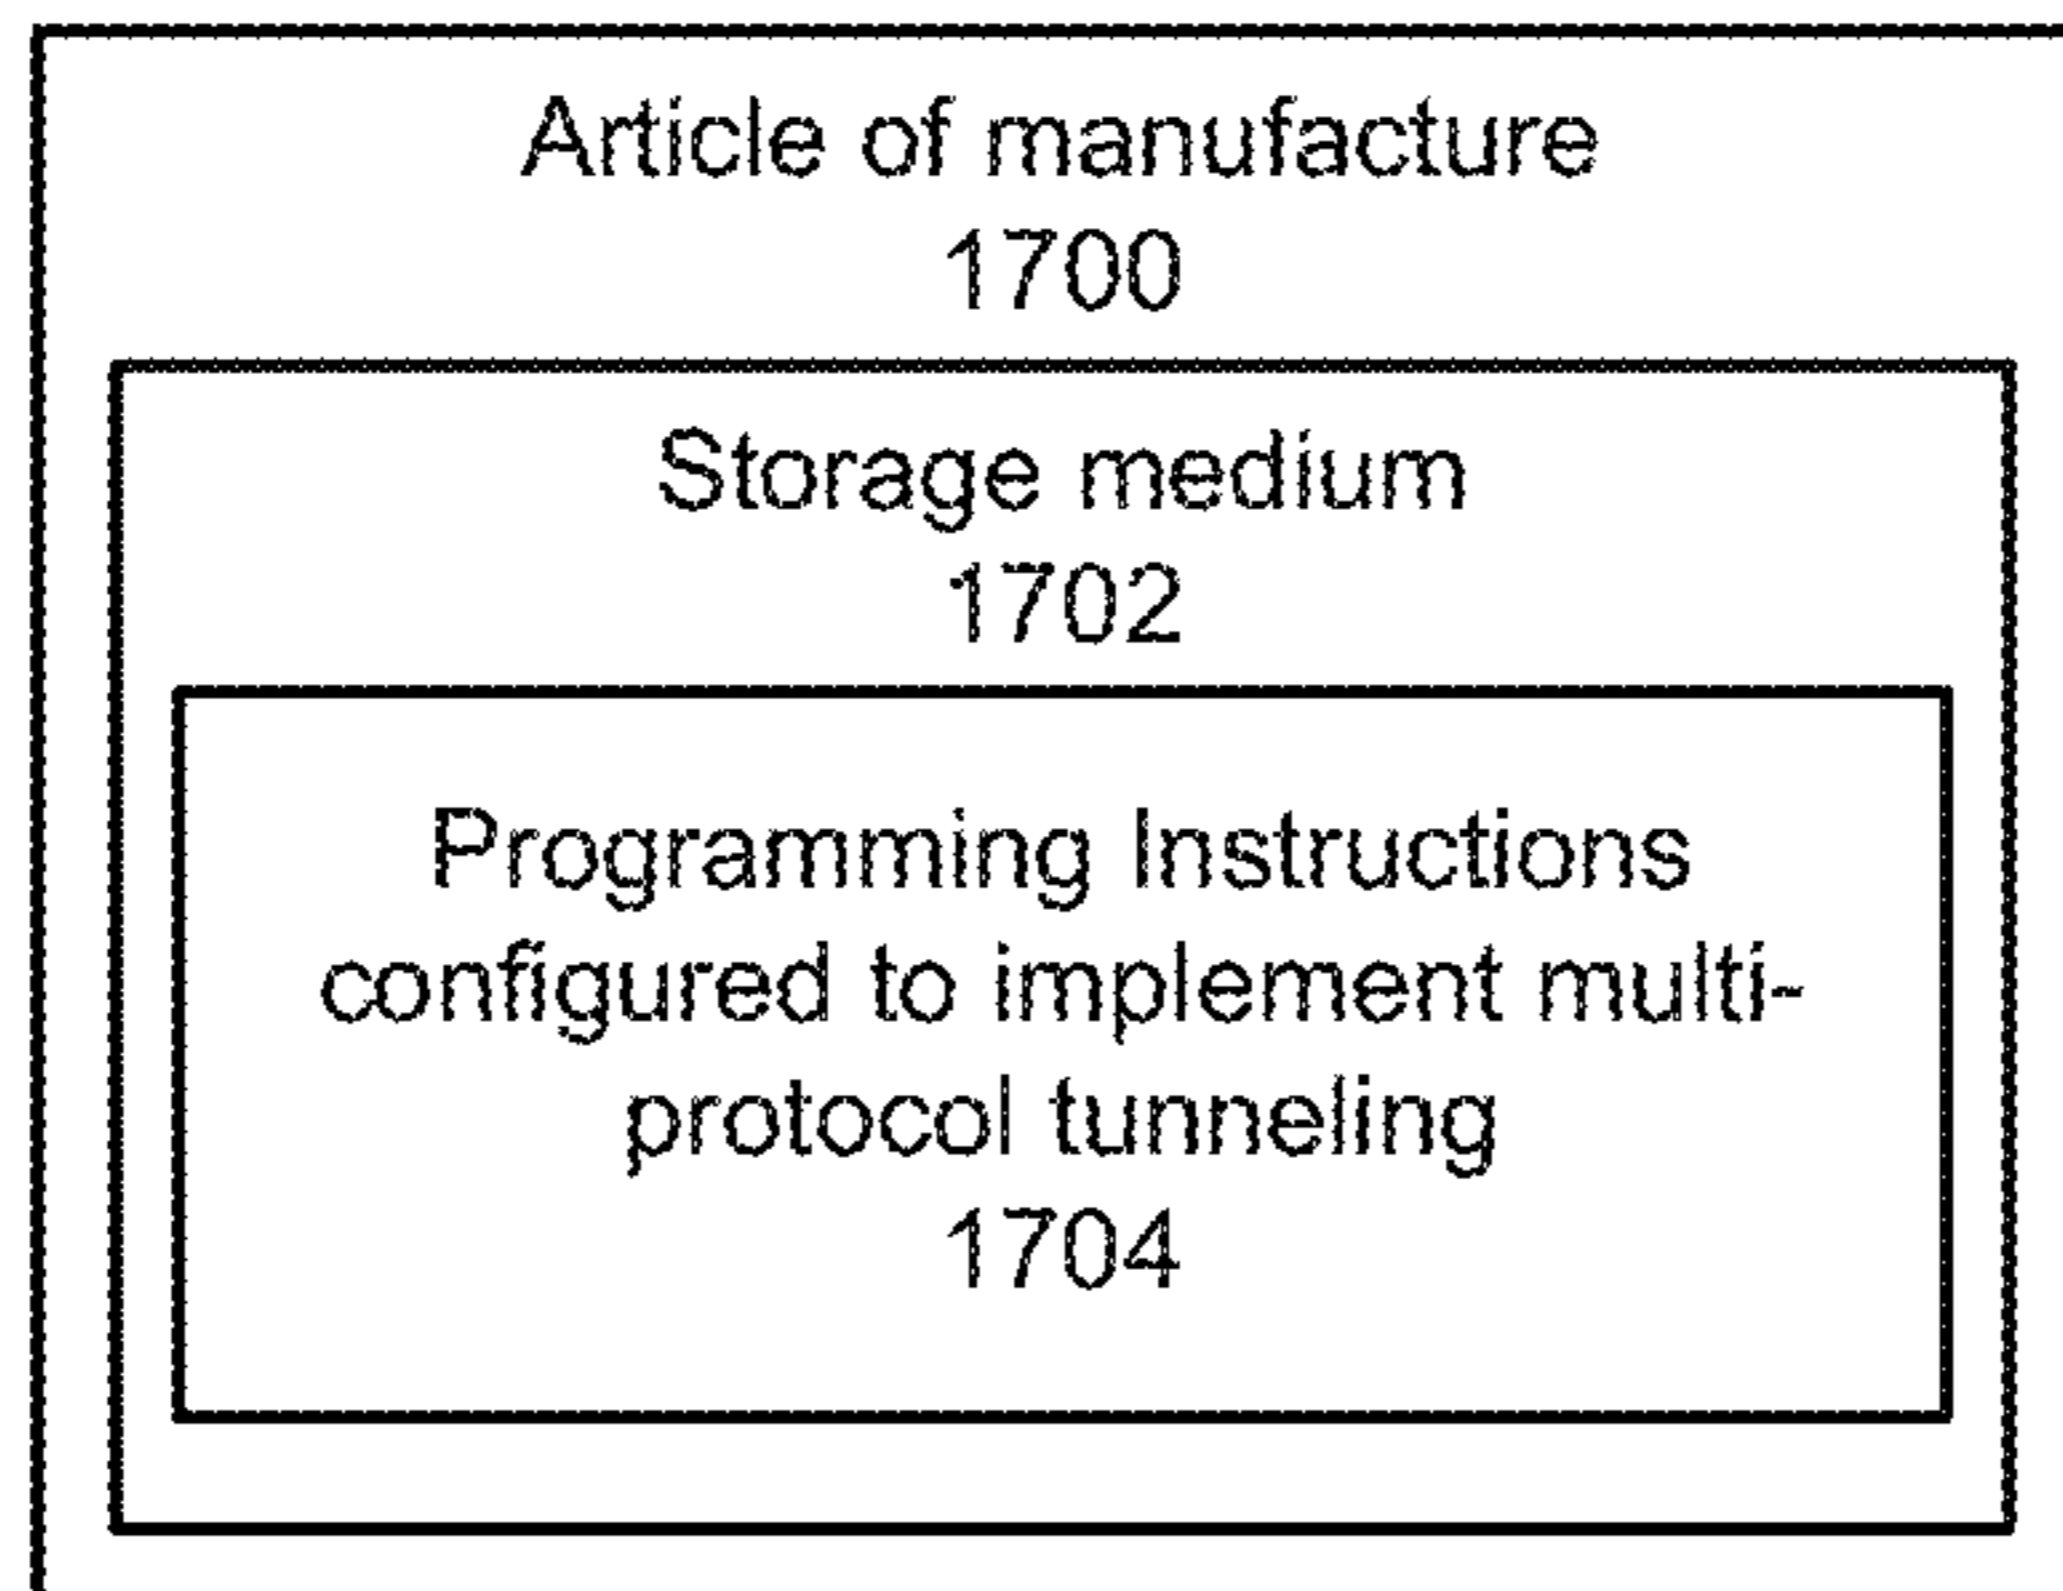 Article of manufacture
1700
Storage medium
1702
Programming Instructions
configured to implement multi-
protocol tunneling
1704